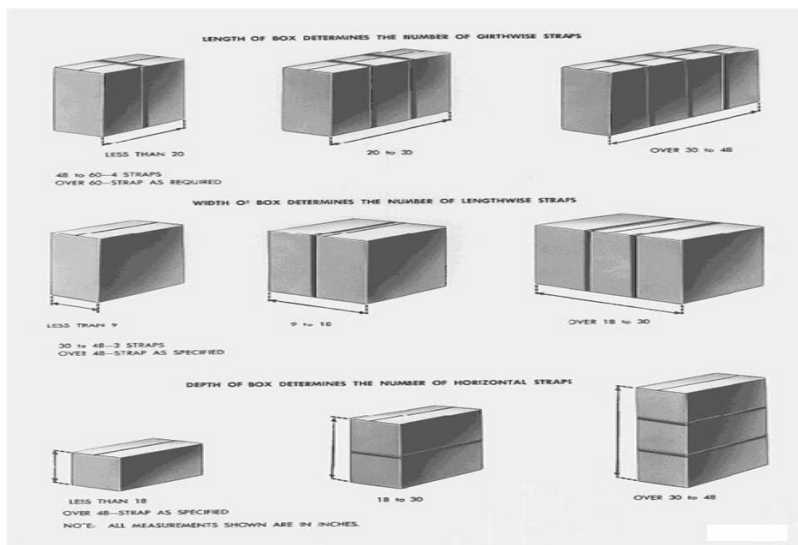 LENGTH OF BOX DETERMINES THE NUMBER OF GIRTHWISE STRAPS
LESS THAN 20
20 to 30
OVER 30 to 48
48 to 60—4 STRAPS
OVER 60—STRAP AS REQUIRED
WIDTH OF BOX DETERMINES THE NUMBER OF LENGTHWISE STRAPS
LESS THAN 9
9 to 18
OVER 18 to 30
30 to 48—3 STRAPS
OVER 48—STRAP AS SPECIFIED
DEPTH OF BOX DETERMINES THE NUMBER OF HORIZONTAL STRAPS
LESS THAN 18
18 to 30
OVER 30 to 48
OVER 48—STRAP AS SPECIFIED
NOTE: ALL MEASUREMENTS SHOWN ARE IN INCHES.